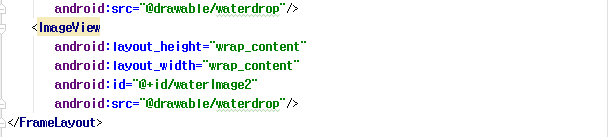 android:src="@drawable/waterdrop"/>
<ImageView
android:layout_height="wrap_content"
android:layout_width="wrap_content"
android:id="@+id/waterImage2"
android:src="@drawable/waterdrop"/>
</FrameLayout>